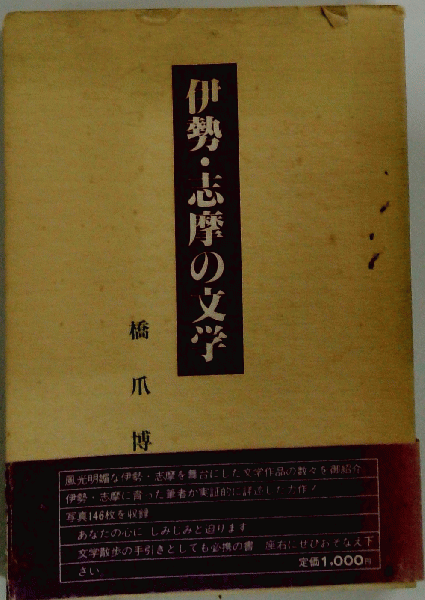 伊勢・志摩の文学
橋爪博
風光明媚な伊勢・志摩を舞台にした文学作品の数々を御紹介
伊勢・志摩に育った筆者が実証的に詳述した大作！
写真146枚を収録
あなたの心に しみじみと迫ります
文学散歩の手引きとしても必携の書 座右にぜひおそなえ下
さい。
定価1,000円